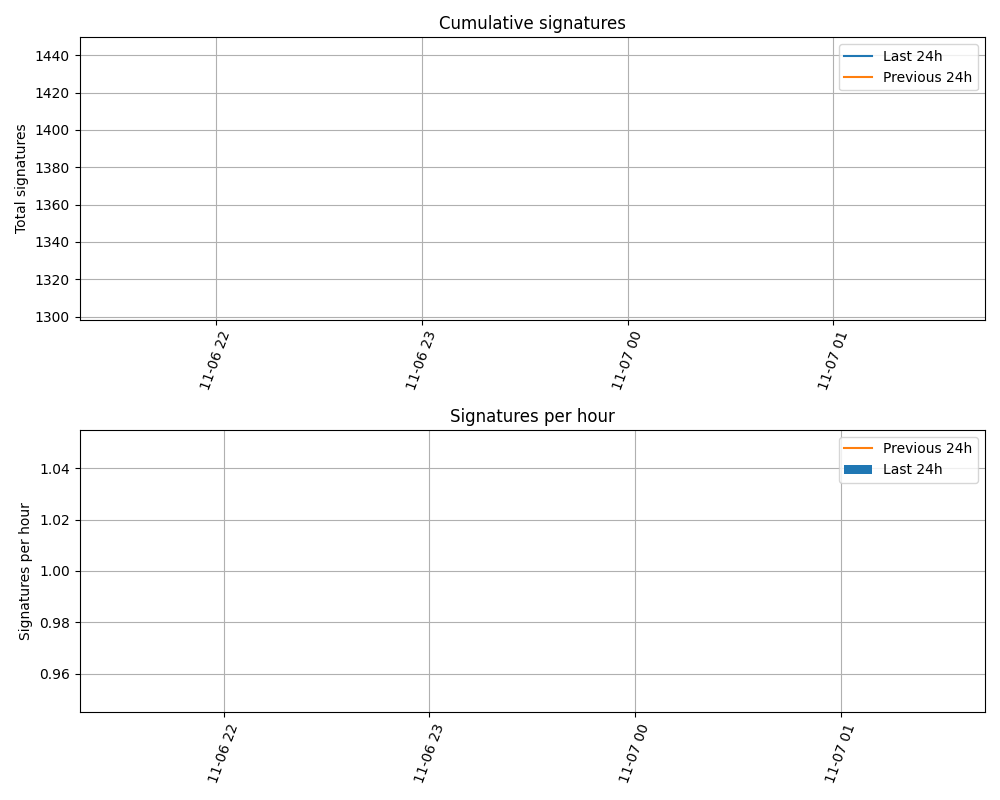 Cumulative signatures
1440
1420
1400
1380
1360
1340
1320
1300
Total signatures
Last 24h
Previous 24h
11-06 22
11-06 23
11-07 00
11-07 01
Signatures per hour
1.04
1.02
1.00
0.98
0.96
Signatures per hour
Previous 24h
Last 24h
11-06 22
11-06 23
11-07 00
11-07 01